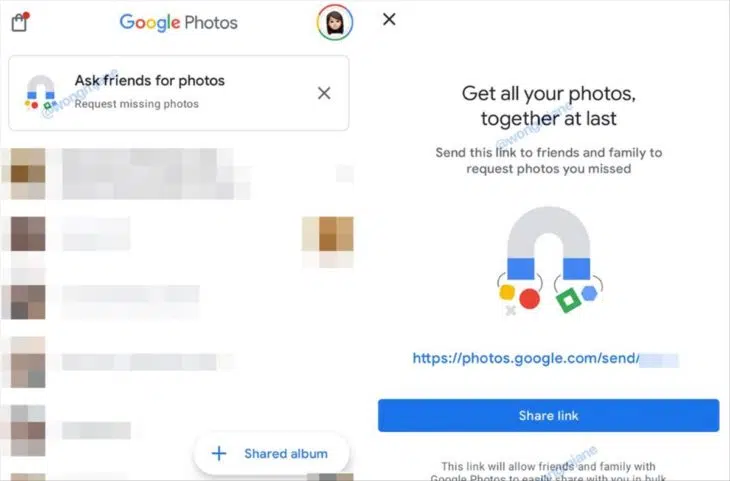 Google Photos
Ask friends for photos
Request missing photos
@wongmjane
Shared album
Get all your photos,
together at last
@wongmjane
Send this link to friends and family to
request photos you missed
https://photos.google.com/send/
Share link
@wongmjane
This link will allow friends and family with
Google Photos to easily share with you in bulk